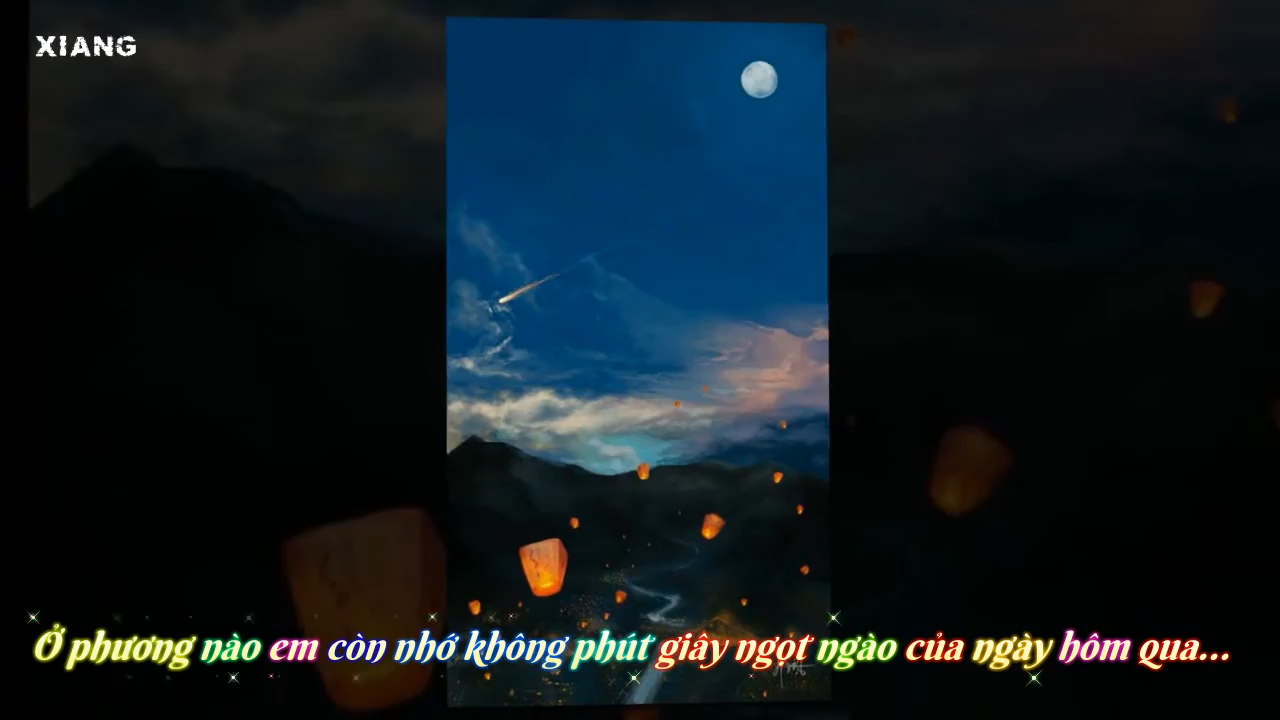 XIANG
Ở phương nào em còn nhớ không phút giây ngọt ngào của ngày hôm qua...